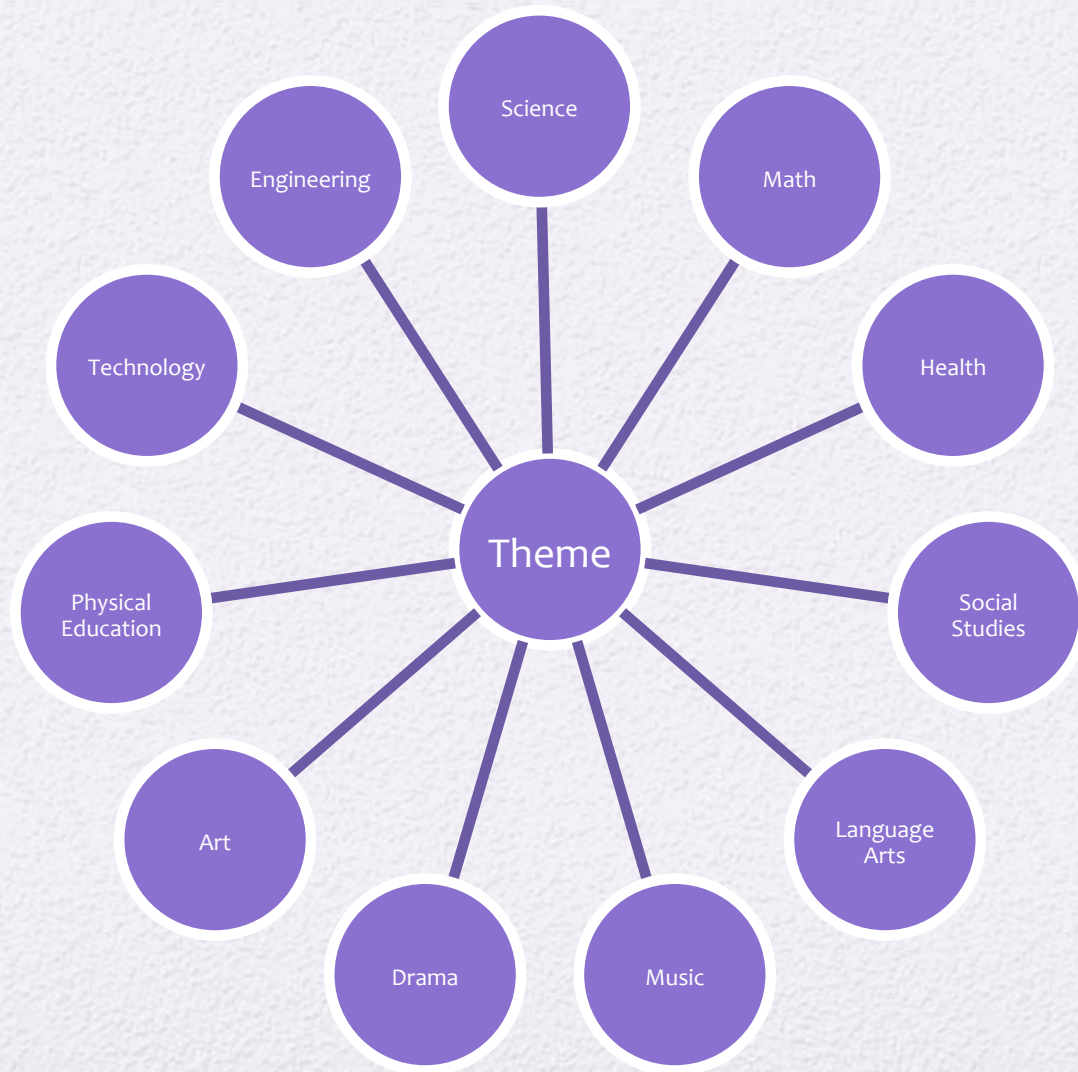 Science
Engineering
Math
Technology
Health
Theme
Physical
Education
Social
Studies
Art
Language
Arts
Drama
Music